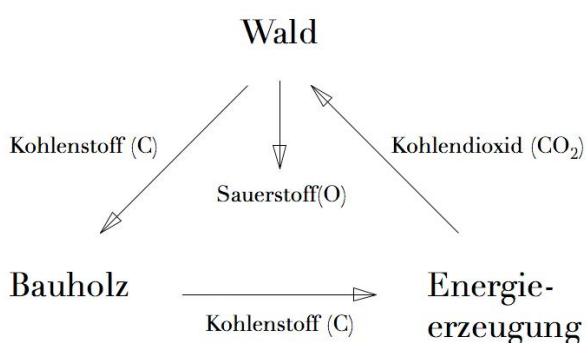 Wald
Kohlenstoff (C)
Kohlendioxid (CO₂)
Sauerstoff(O)
Bauholz
Energie-
erzeugung
Kohlenstoff (C)